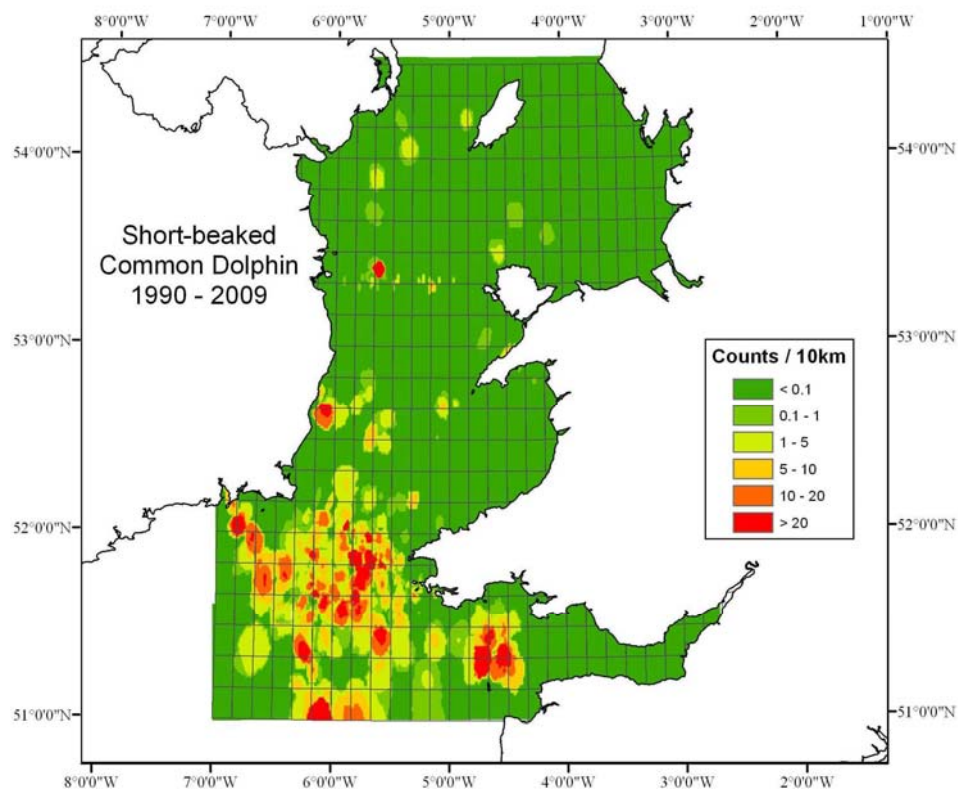 8°0'0"W 7°0'0"W 6°0'0"W 5°0'0"W 4°0'0"W 3°0'0"W 2°0'0"W 1°0'0"W
54°0'0"N 54°0'0"N
Short-beaked
Common Dolphin
1990 - 2009
53°0'0"N 53°0'0"N
Counts / 10km
< 0.1
0.1 - 1
1 - 5
5 - 10
10 - 20
> 20
52°0'0"N 52°0'0"N
51°0'0"N 51°0'0"N
8°0'0"W 7°0'0"W 6°0'0"W 5°0'0"W 4°0'0"W 3°0'0"W 2°0'0"W